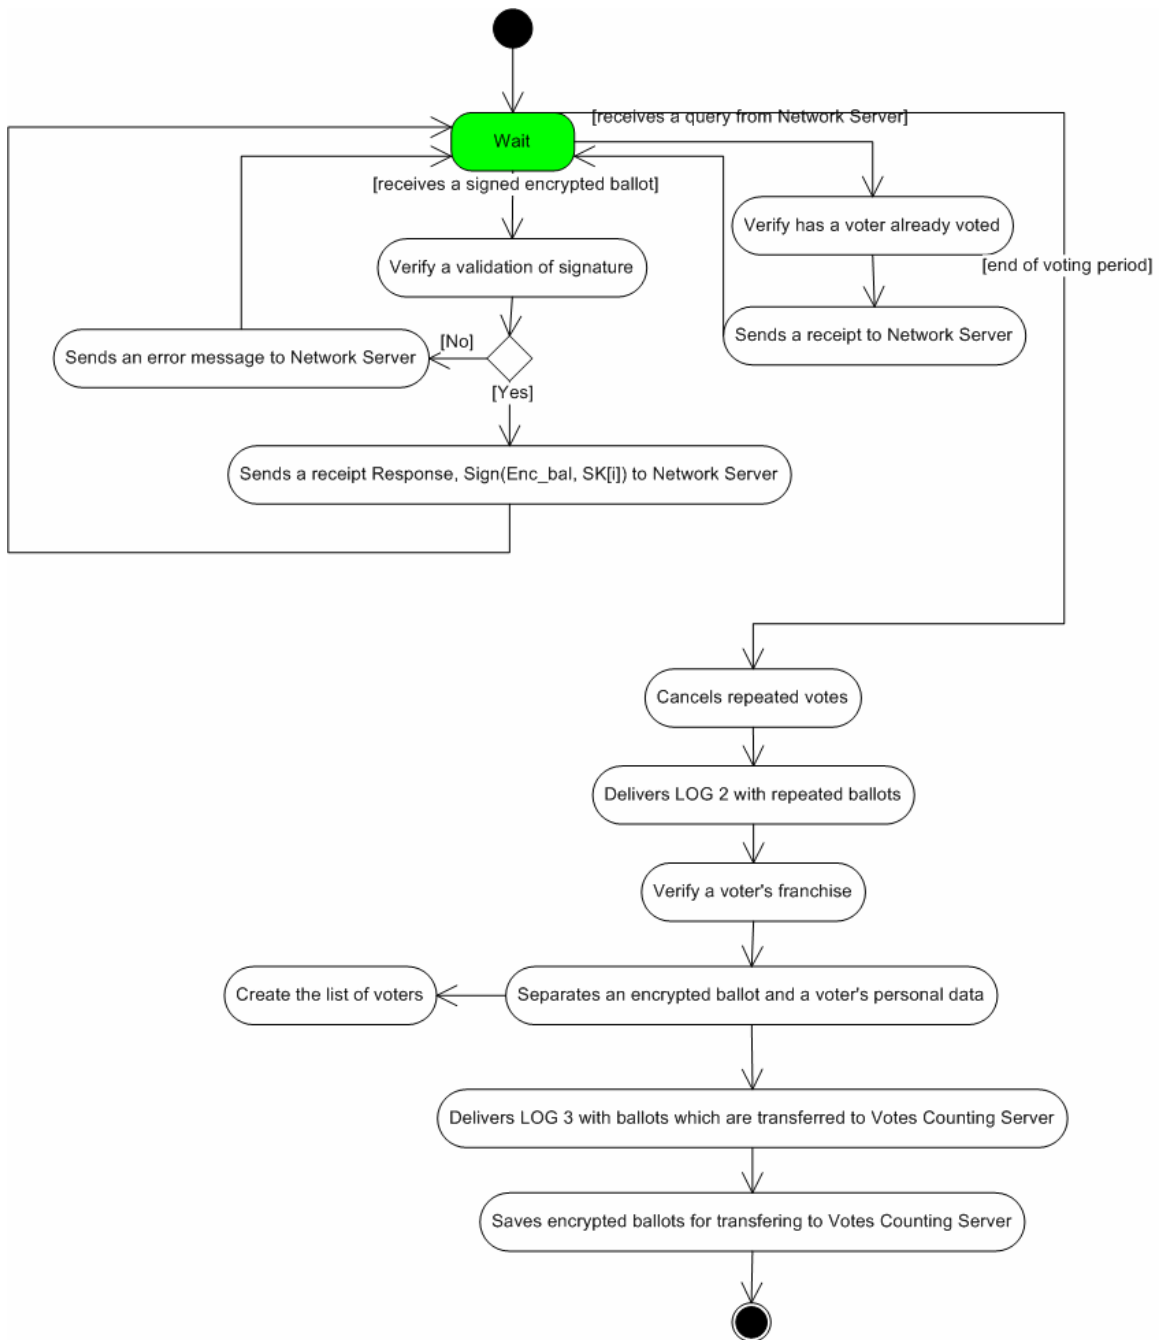 [receives a query from Network Server]
Wait
[receives a signed encrypted ballot]
Verify has a voter already voted
[end of voting period]
Verify a validation of signature
Sends a receipt to Network Server
[No]
Sends an error message to Network Server
[Yes]
Sends a receipt Response, Sign(Enc_bal, SK[i]) to Network Server
Cancels repeated votes
Delivers LOG 2 with repeated ballots
Verify a voter's franchise
Create the list of voters
Separates an encrypted ballot and a voter's personal data
Delivers LOG 3 with ballots which are transferred to Votes Counting Server
Saves encrypted ballots for transfering to Votes Counting Server